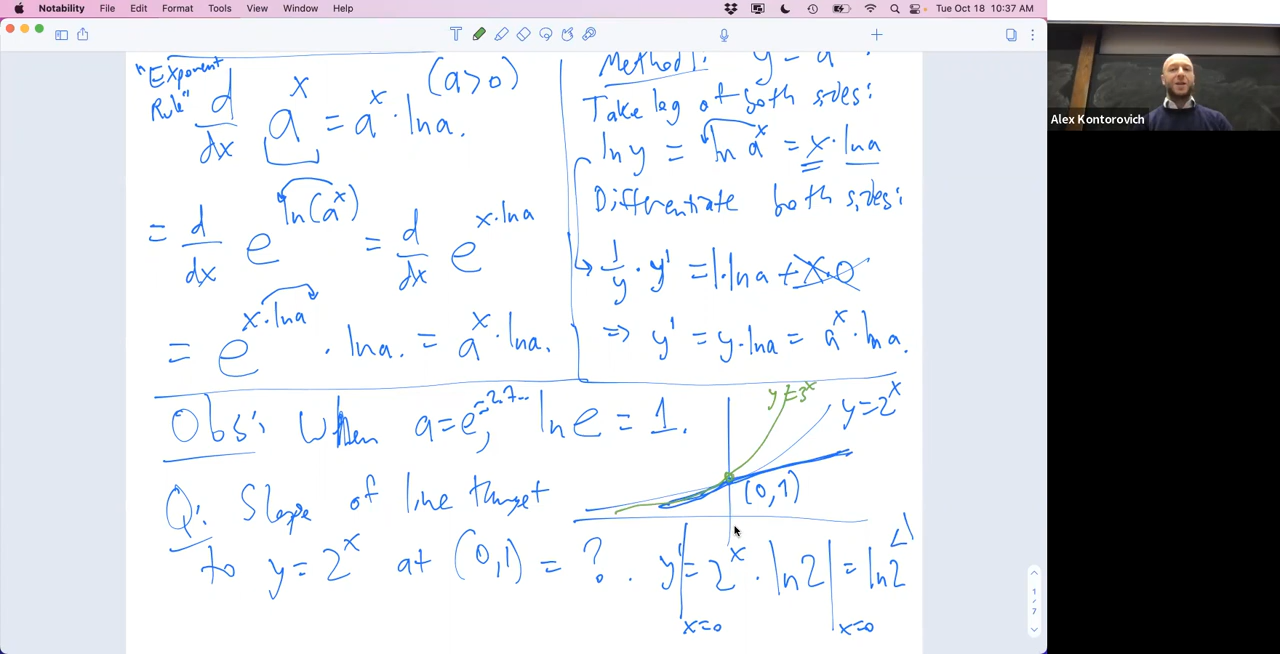 Notability File Edit Format Tools View Window Help
Tue Oct 18 10:37 AM
Alex Kontorovich
"Exponent
Rule"
d/dx a^x = a^x · ln a. (a>0)
= d/dx e^{ln(a^x)} = d/dx e^{x·ln a}
= e^{x·ln a} · ln a. = a^x · ln a.
Method 1: y = a^x
Take log of both sides:
ln y = ln a^x = x · ln a
Differentiate both sides:
1/y · y' = 1·ln a + x·0
=> y' = y·ln a = a^x · ln a.
Obs: When a=e, ≈2.7... ln e = 1.
Q: Slope of line tangent
to y = 2^x at (0,1) = ?
y=3^x
y=2^x
(0,1)
y'|x=0 = 2^x · ln 2|x=0 = ln 2
1
/
7